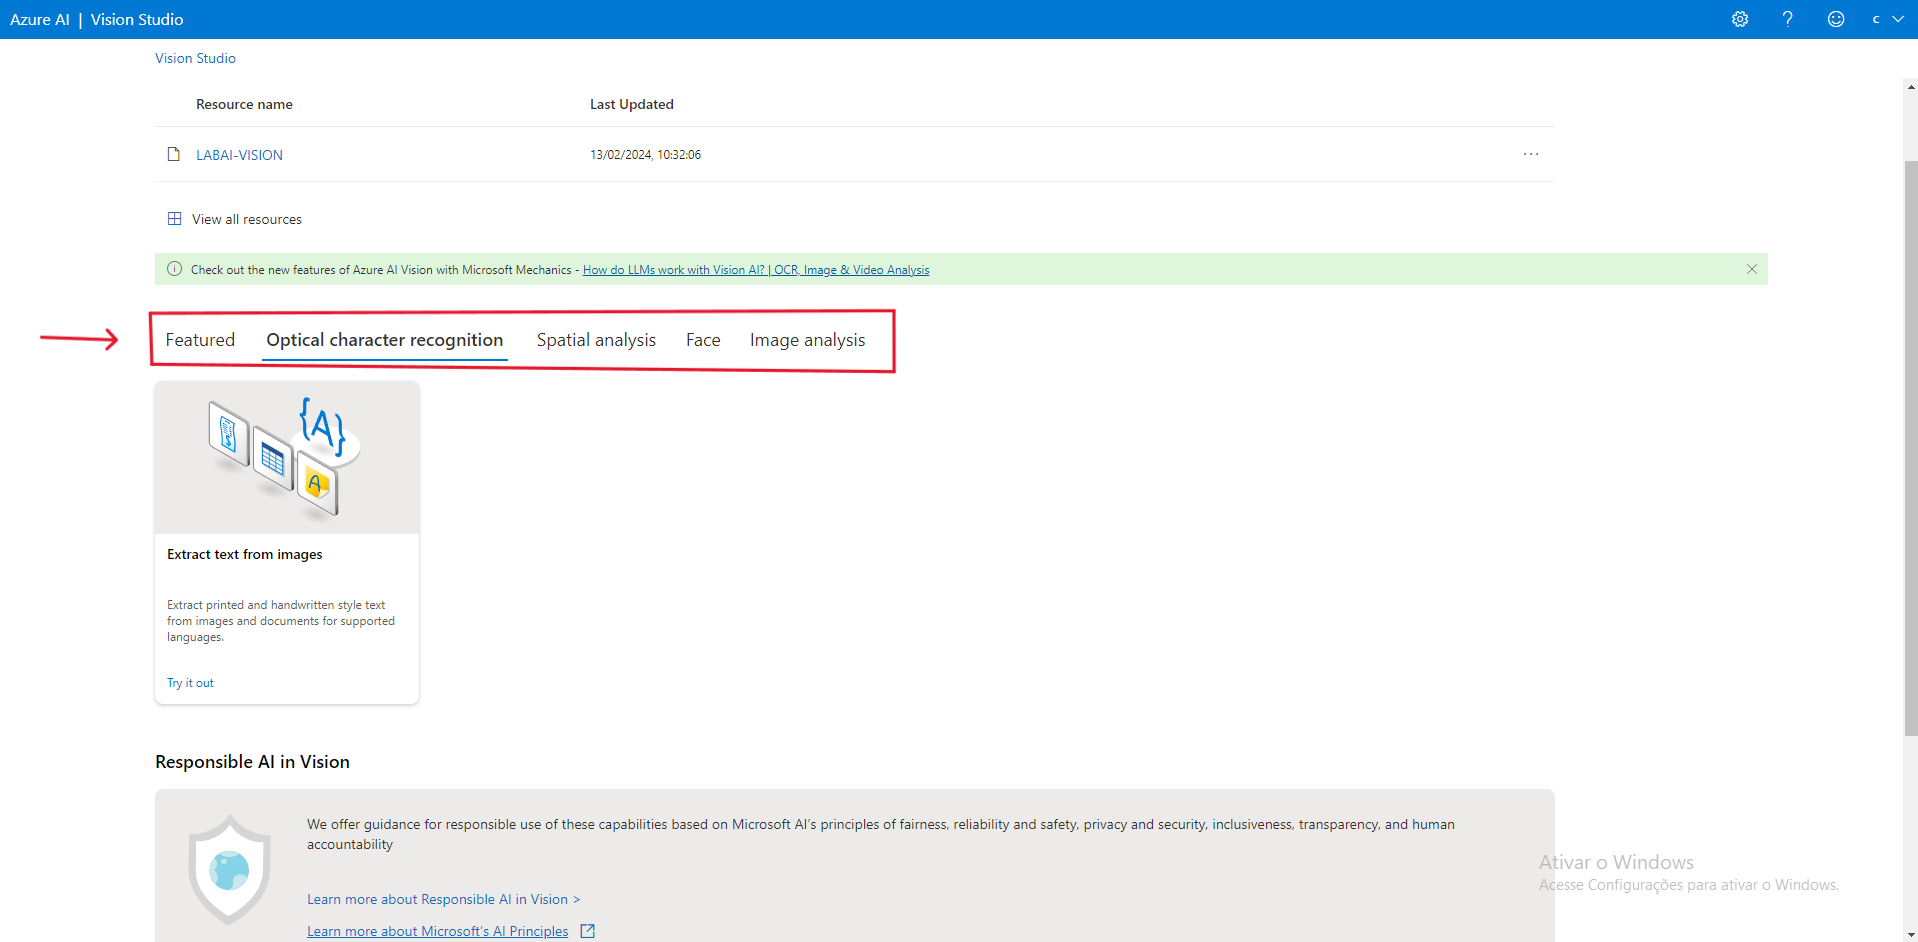 Azure AI | Vision Studio
c
Vision Studio
Resource name Last Updated
LABAI-VISION 13/02/2024, 10:32:06
View all resources
Check out the new features of Azure AI Vision with Microsoft Mechanics - How do LLMs work with Vision AI? | OCR, Image & Video Analysis
Featured Optical character recognition Spatial analysis Face Image analysis
{A}
A
Extract text from images
Extract printed and handwritten style text
from images and documents for supported
languages.
Try it out
Responsible AI in Vision
We offer guidance for responsible use of these capabilities based on Microsoft AI's principles of fairness, reliability and safety, privacy and security, inclusiveness, transparency, and human
accountability
Learn more about Responsible AI in Vision >
Learn more about Microsoft's AI Principles
Ativar o Windows
Acesse Configurações para ativar o Windows.